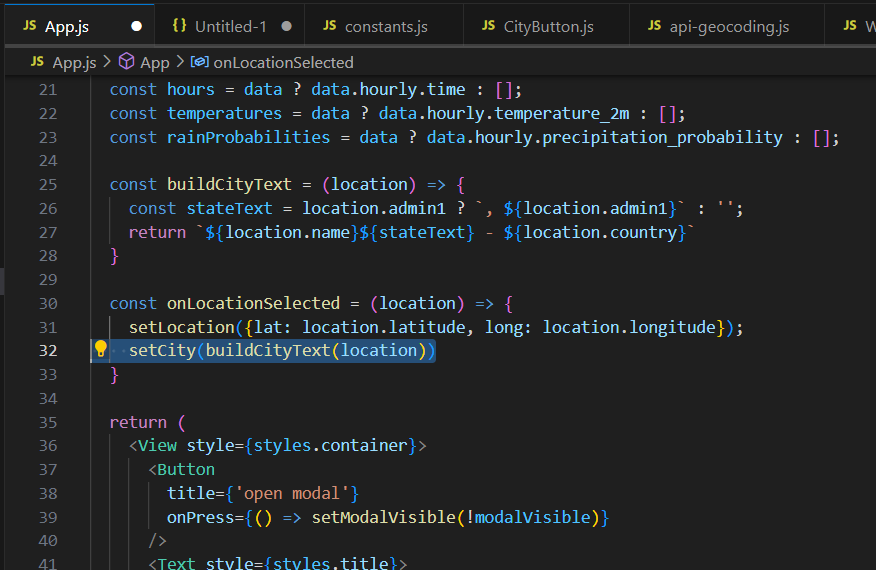 JS App.js ● {} Untitled-1 ● JS constants.js JS CityButton.js JS api-geocoding.js JS W
JS App.js > App > onLocationSelected
21 const hours = data ? data.hourly.time : [];
22 const temperatures = data ? data.hourly.temperature_2m : [];
23 const rainProbabilities = data ? data.hourly.precipitation_probability : [];
24
25 const buildCityText = (location) => {
26 const stateText = location.admin1 ? `, ${location.admin1}` : '';
27 return `${location.name}${stateText} - ${location.country}`
28 }
29
30 const onLocationSelected = (location) => {
31 setLocation({lat: location.latitude, long: location.longitude});
32 setCity(buildCityText(location))
33 }
34
35 return (
36 <View style={styles.container}>
37 <Button
38 title={'open modal'}
39 onPress={() => setModalVisible(!modalVisible)}
40 />
41 <Text style={styles.title}>